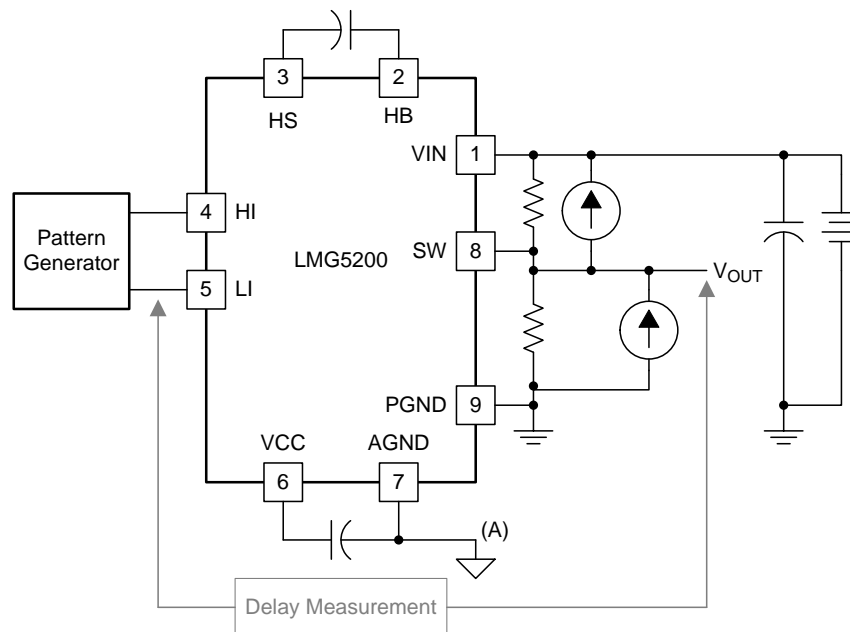 3
2
HS
HB
VIN
1
4
HI
Pattern
Generator
LMG5200
SW
8
VOUT
5
LI
PGND
9
VCC
AGND
6
7
(A)
Delay Measurement